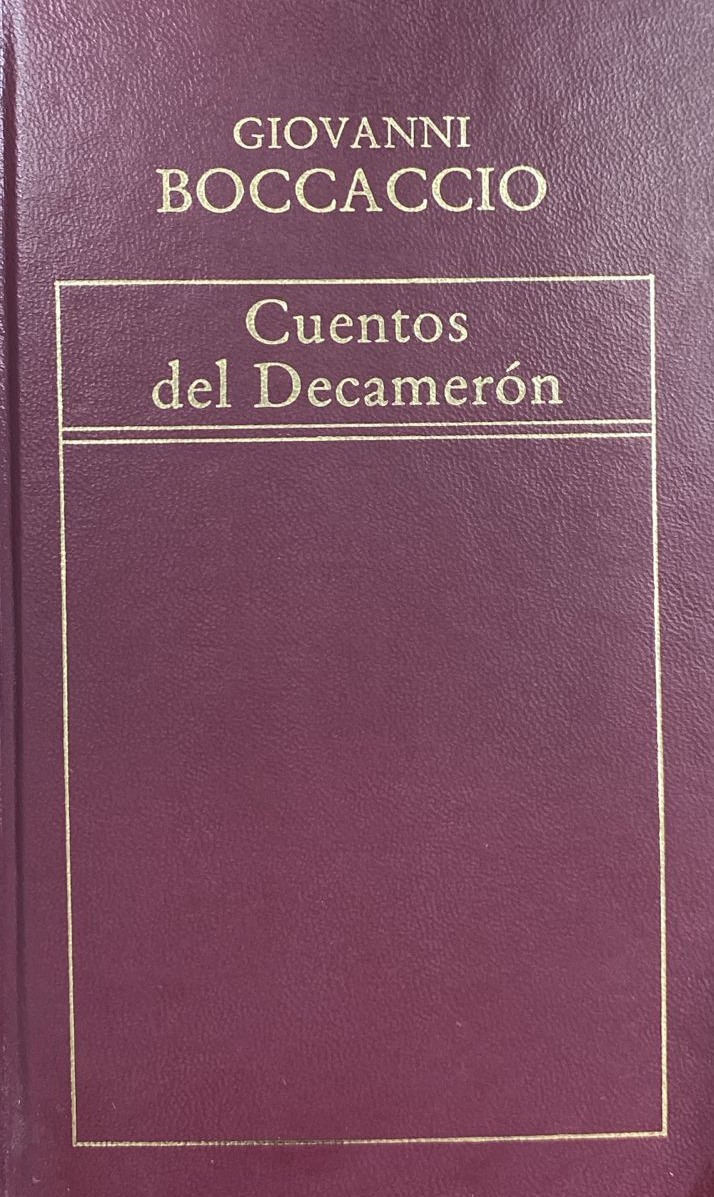 GIOVANNI
BOCCACCIO
Cuentos
del Decamerón